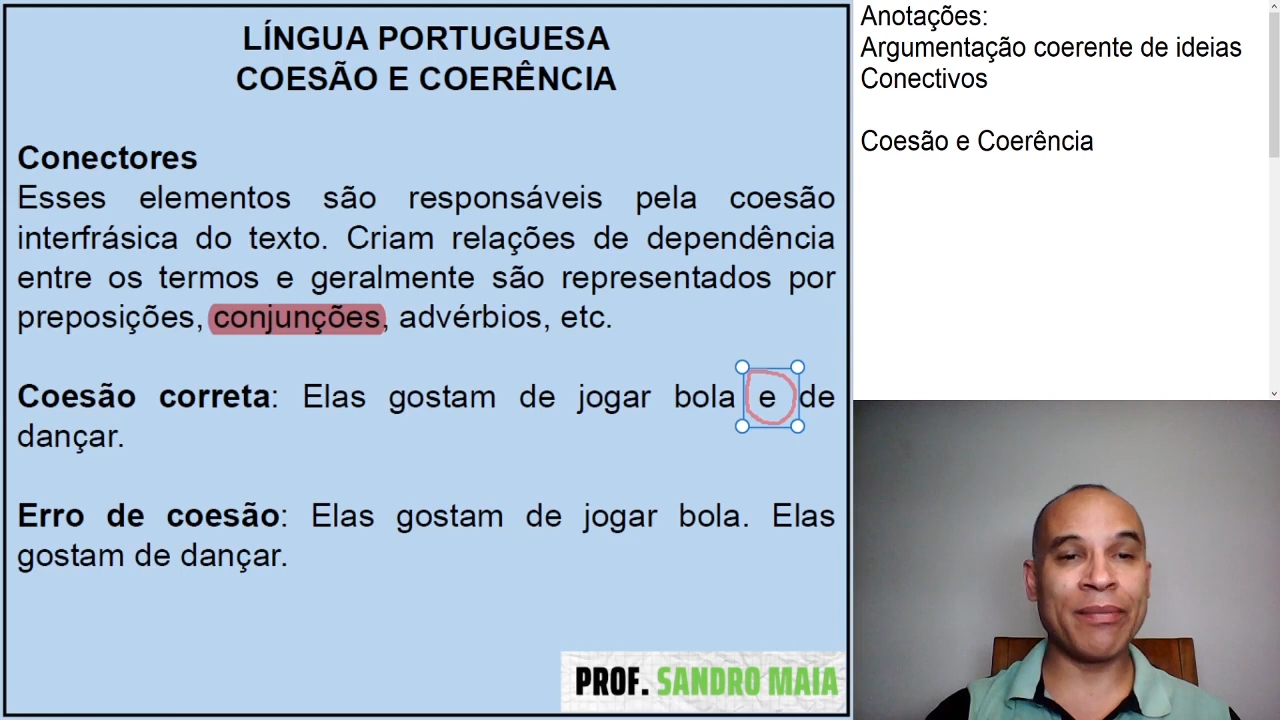 LÍNGUA PORTUGUESA
COESÃO E COERÊNCIA
Conectores
Esses elementos são responsáveis pela coesão
interfrásica do texto. Criam relações de dependência
entre os termos e geralmente são representados por
preposições, conjunções, advérbios, etc.
Coesão correta: Elas gostam de jogar bola e de
dançar.
Erro de coesão: Elas gostam de jogar bola. Elas
gostam de dançar.
PROF. SANDRO MAIA
Anotações:
Argumentação coerente de ideias
Conectivos
Coesão e Coerência